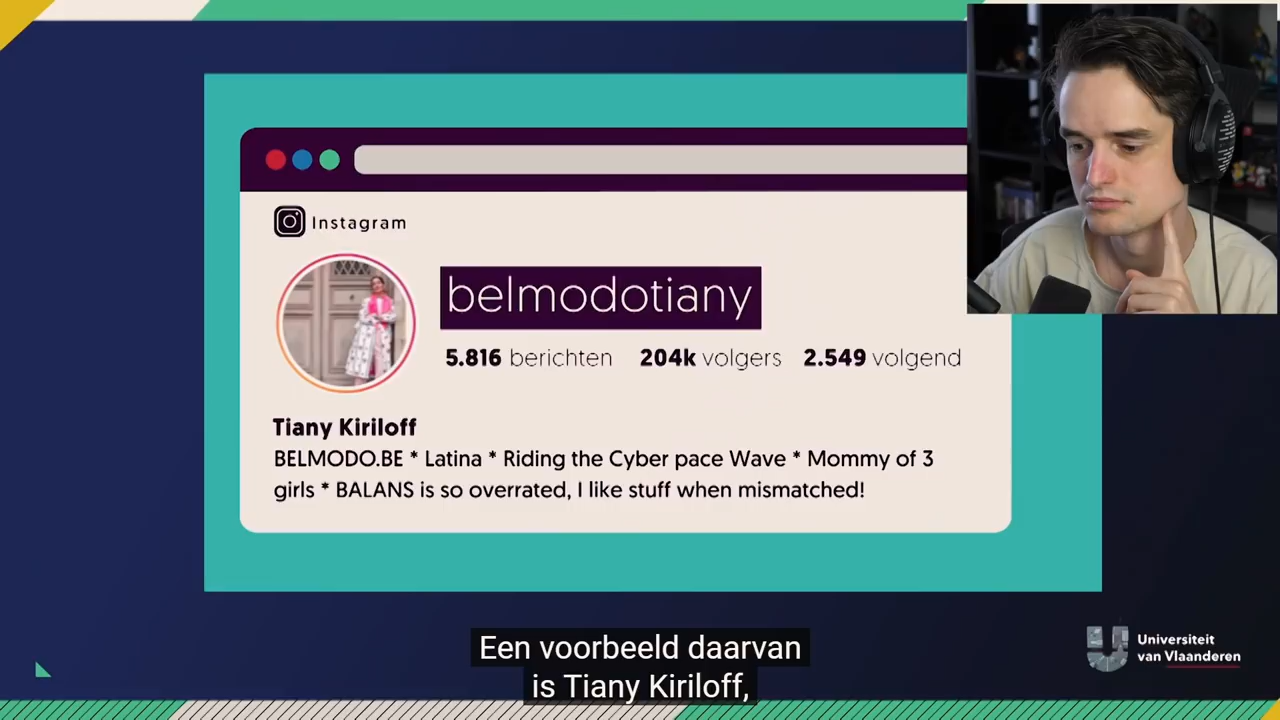 Instagram
belmodotiany
5.816 berichten 204k volgers 2.549 volgend
Tiany Kiriloff
BELMODO.BE * Latina * Riding the Cyber pace Wave * Mommy of 3
girls * BALANS is so overrated, I like stuff when mismatched!
Universiteit
van Vlaanderen
Een voorbeeld daarvan
is Tiany Kiriloff,